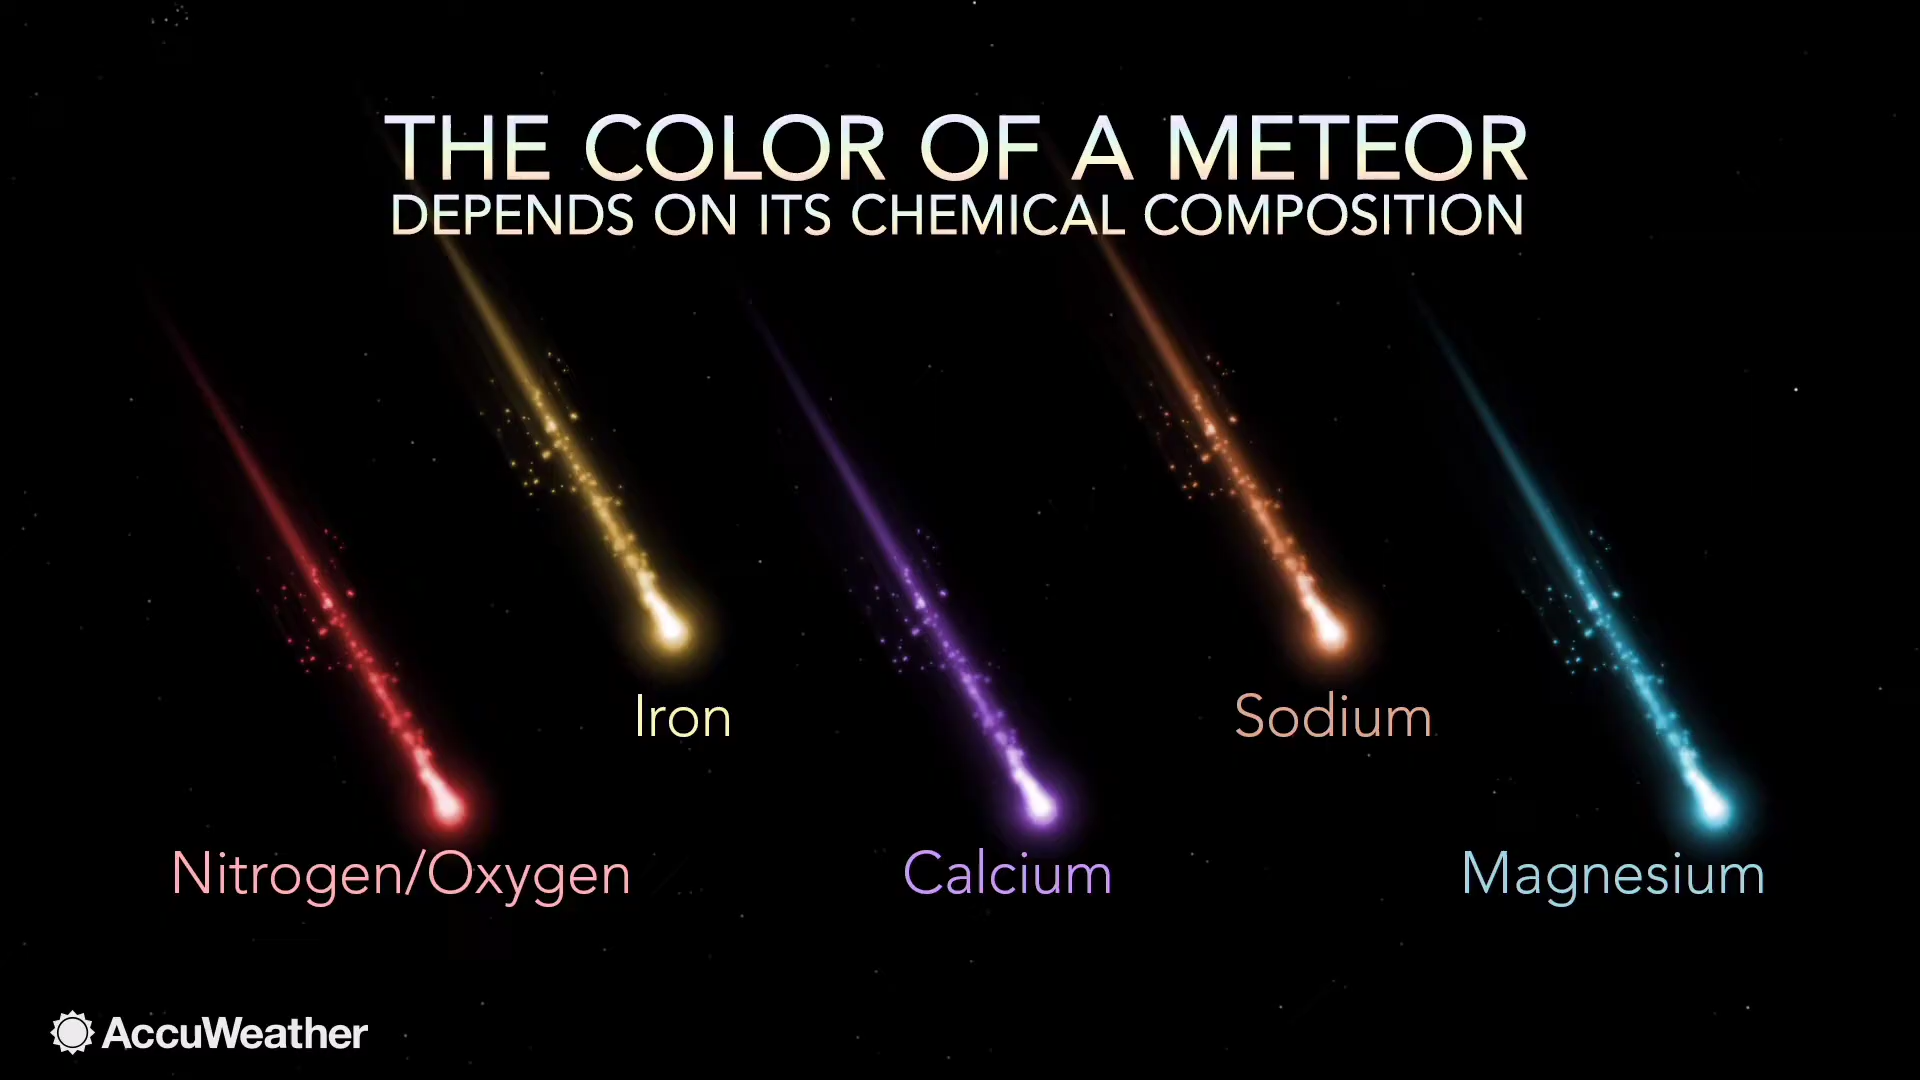 THE COLOR OF A METEOR
DEPENDS ON ITS CHEMICAL COMPOSITION
Iron
Sodium
Nitrogen/Oxygen
Calcium
Magnesium
AccuWeather